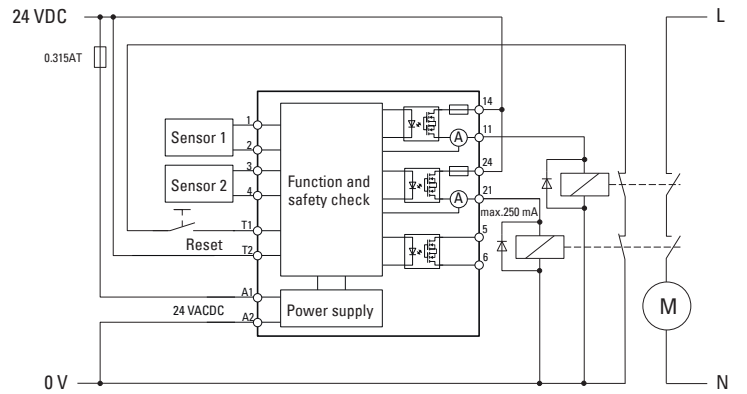 24 VDC
L
0.315AT
14
1
Sensor 1
2
A
11
3
Sensor 2
4
24
Function and
safety check
A
21
max.250 mA
T1
Reset
T2
5
6
A1
24 VACDC
A2
Power supply
M
0 V
N